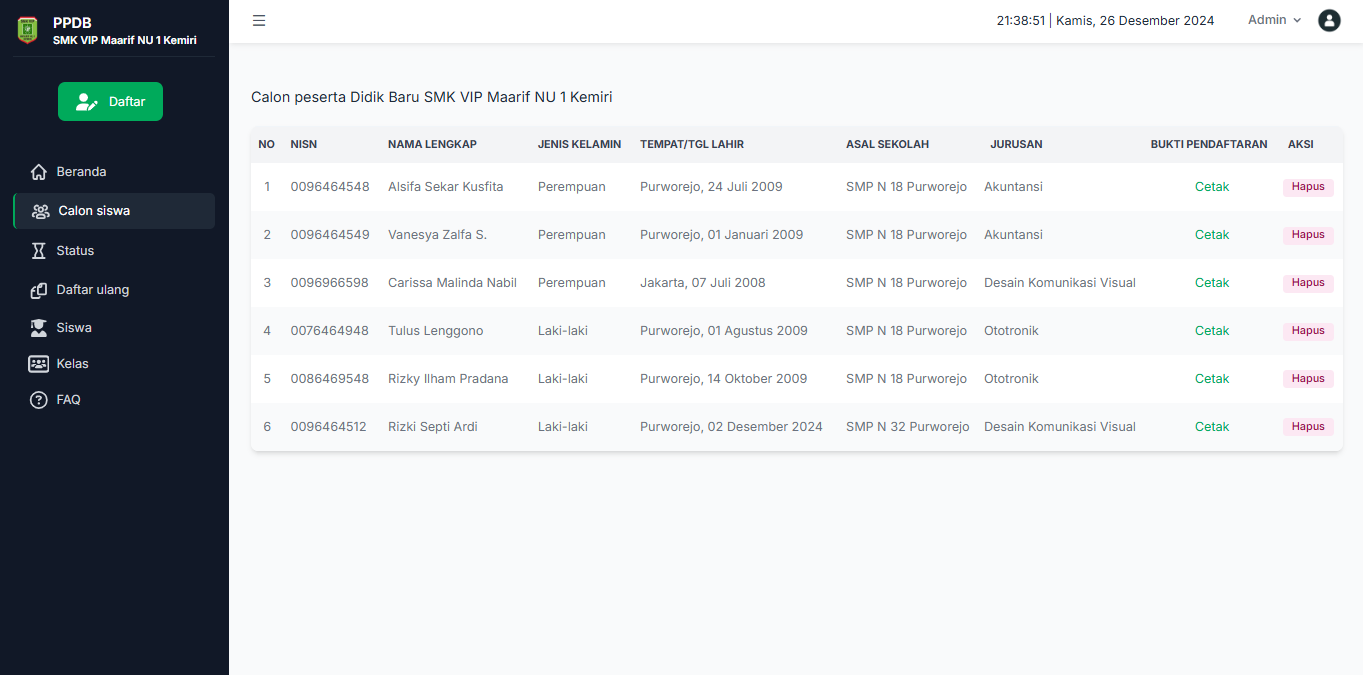 PPDB
SMK VIP Maarif NU 1 Kemiri
21:38:51 | Kamis, 26 Desember 2024 Admin
Daftar
Beranda
Calon siswa
Status
Daftar ulang
Siswa
Kelas
FAQ
Calon peserta Didik Baru SMK VIP Maarif NU 1 Kemiri
NO NISN NAMA LENGKAP JENIS KELAMIN TEMPAT/TGL LAHIR ASAL SEKOLAH JURUSAN BUKTI PENDAFTARAN AKSI
1 0096464548 Alsifa Sekar Kusfita Perempuan Purworejo, 24 Juli 2009 SMP N 18 Purworejo Akuntansi Cetak Hapus
2 0096464549 Vanesya Zalfa S. Perempuan Purworejo, 01 Januari 2009 SMP N 18 Purworejo Akuntansi Cetak Hapus
3 0096966598 Carissa Malinda Nabil Perempuan Jakarta, 07 Juli 2008 SMP N 18 Purworejo Desain Komunikasi Visual Cetak Hapus
4 0076464948 Tulus Lenggono Laki-laki Purworejo, 01 Agustus 2009 SMP N 18 Purworejo Ototronik Cetak Hapus
5 0086469548 Rizky Ilham Pradana Laki-laki Purworejo, 14 Oktober 2009 SMP N 18 Purworejo Ototronik Cetak Hapus
6 0096464512 Rizki Septi Ardi Laki-laki Purworejo, 02 Desember 2024 SMP N 32 Purworejo Desain Komunikasi Visual Cetak Hapus